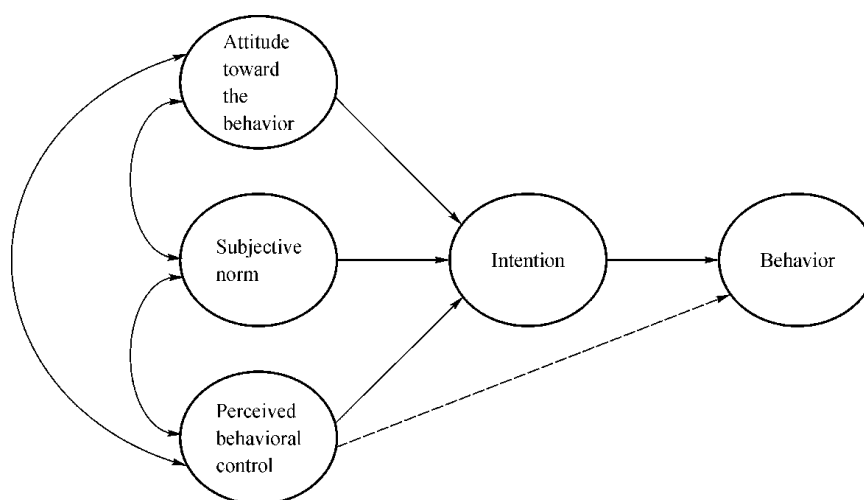 Attitude
toward
the
behavior
Subjective
norm
Intention
Behavior
Perceived
behavioral
control